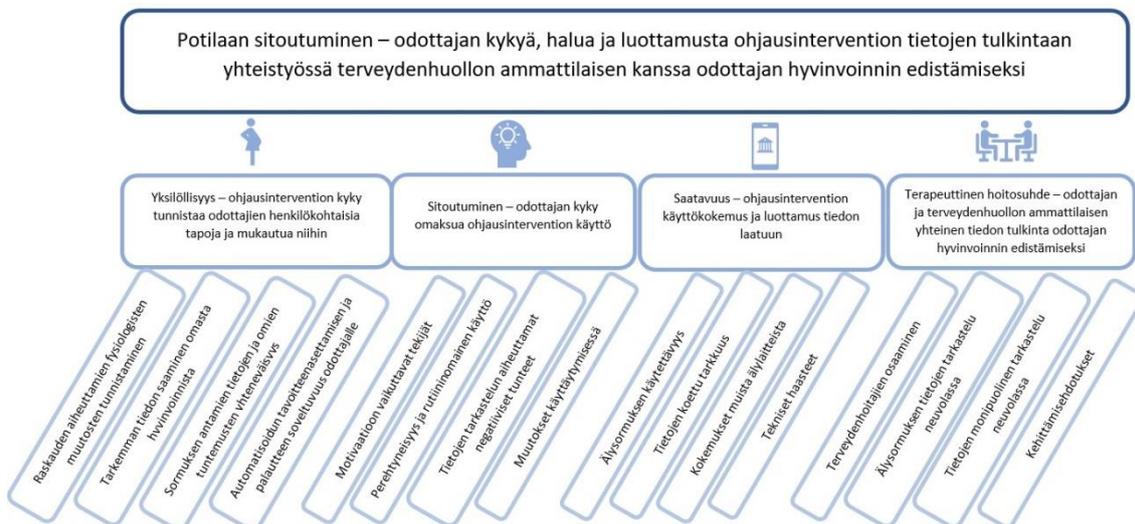 Potilaan sitoutuminen – odottajan kykyä, halua ja luottamusta ohjausintervention tietojen tulkintaan
yhteistyössä terveydenhuollon ammattilaisen kanssa odottajan hyvinvoinnin edistämiseksi
Yksilöllisyys – ohjausintervention kyky
tunnistaa odottajien henkilökohtaisia
tapoja ja mukautua niihin
Sitoutuminen – odottajan kyky
omaksua ohjausintervention käyttö
Saatavuus – ohjausintervention
käyttökokemus ja luottamus tiedon
laatuun
Terapeuttinen hoitosuhde – odottajan
ja terveydenhuollon ammattilaisen
yhteinen tiedon tulkinta odottajan
hyvinvoinnin edistämiseksi
Raskauden aiheuttamien fysiologisten
muutosten tunnistaminen
Tarkemman tiedon saaminen omasta
hyvinvoinnista
Sormuksen antamien tietojen ja omien
tuntemusten yhteneväisyys
Automatisoidun tavoitteenasettamisen ja
palautteen soveltuvuus odottajalle
Motivaatioon vaikuttavat tekijät
Perehtyneisyys ja rutiininomainen käyttö
Tietojen tarkastelun aiheuttamat
negatiiviset tunteet
Muutokset käyttäytymisessä
Älysormuksen käytettävyys
Tietojen koettu tarkkuus
Kokemukset muista älylaitteista
Tekniset haasteet
Terveydenhoitajien osaaminen
Älysormuksen tietojen tarkastelu
neuvolassa
Tietojen monipuolinen tarkastelu
neuvolassa
Kehittämisehdotukset